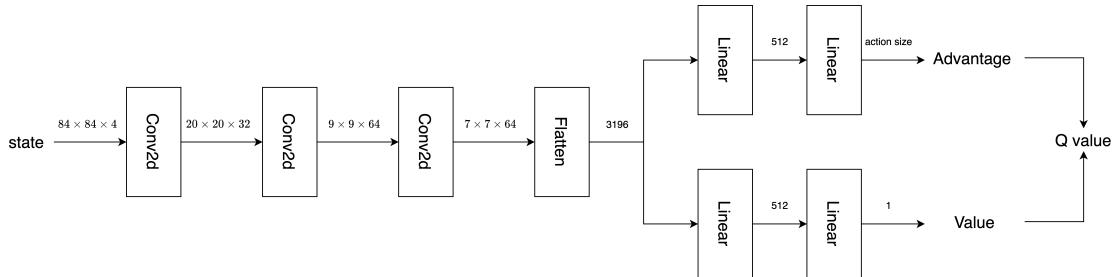 state
84 × 84 × 4
Conv2d
20 × 20 × 32
Conv2d
9 × 9 × 64
Conv2d
7 × 7 × 64
Flatten
3196
Linear
512
Linear
action size
Advantage
Linear
512
Linear
1
Value
Q value